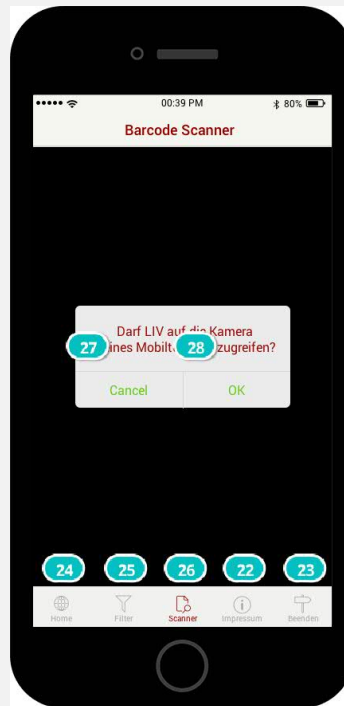 00:39 PM
80%
Barcode Scanner
Darf LIV auf die Kamera
27
28
zugreifen?
Cancel
OK
24
25
26
22
23
Home
Filter
Scanner
Impressum
Beenden